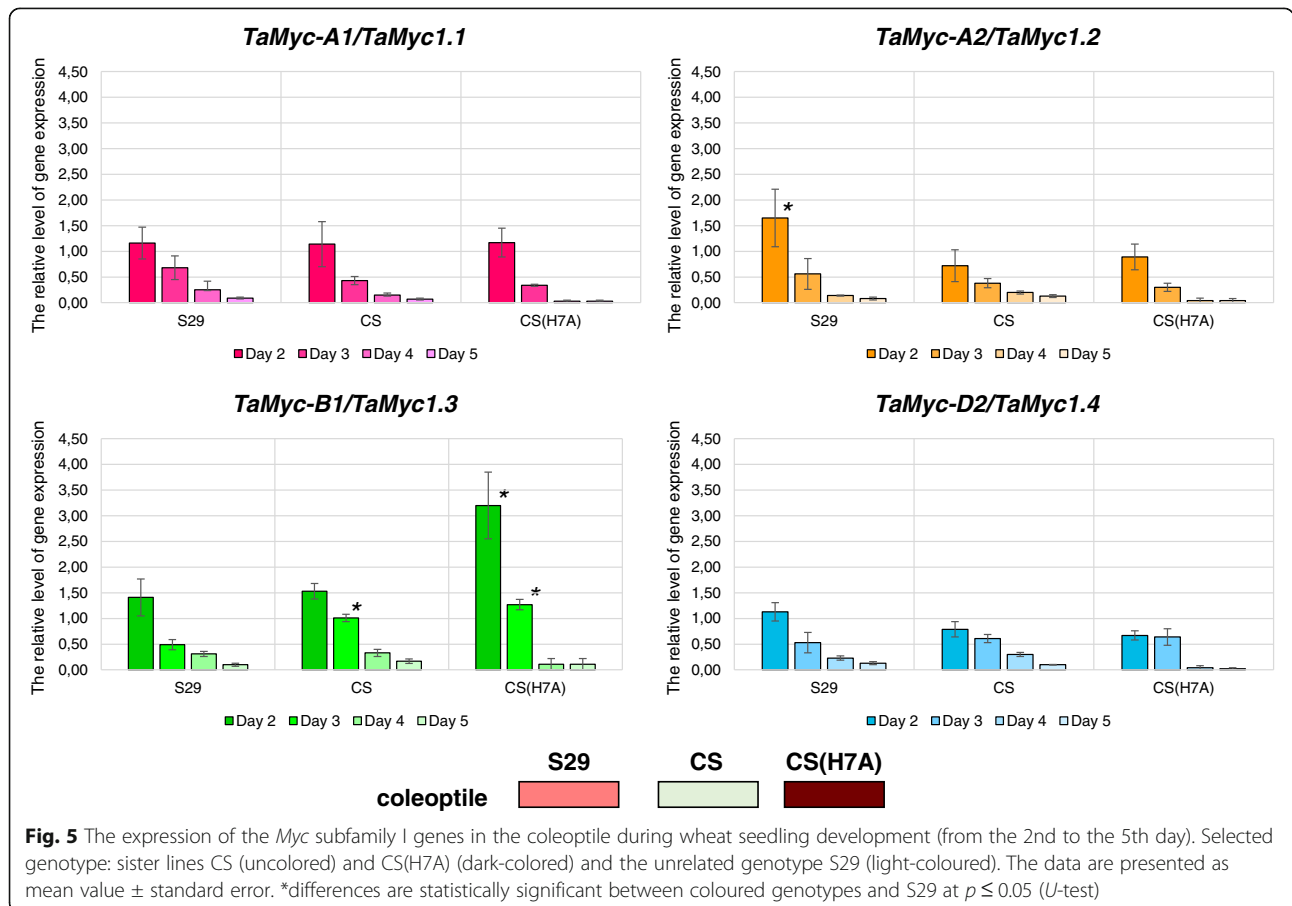 TaMyc-A1/TaMyc1.1
The relative level of gene expression
4,50
4,00
3,50
3,00
2,50
2,00
1,50
1,00
0,50
0,00
S29 CS CS(H7A)
Day 2 Day 3 Day 4 Day 5
TaMyc-A2/TaMyc1.2
The relative level of gene expression
4,50
4,00
3,50
3,00
2,50
2,00
1,50
1,00
0,50
0,00
*
S29 CS CS(H7A)
Day 2 Day 3 Day 4 Day 5
TaMyc-B1/TaMyc1.3
The relative level of gene expression
4,50
4,00
3,50
3,00
2,50
2,00
1,50
1,00
0,50
0,00
* * *
S29 CS CS(H7A)
Day 2 Day 3 Day 4 Day 5
TaMyc-D2/TaMyc1.4
The relative level of gene expression
4,50
4,00
3,50
3,00
2,50
2,00
1,50
1,00
0,50
0,00
S29 CS CS(H7A)
Day 2 Day 3 Day 4 Day 5
S29 CS CS(H7A)
coleoptile
Fig. 5 The expression of the Myc subfamily I genes in the coleoptile during wheat seedling development (from the 2nd to the 5th day). Selected
genotype: sister lines CS (uncolored) and CS(H7A) (dark-colored) and the unrelated genotype S29 (light-coloured). The data are presented as
mean value ± standard error. *differences are statistically significant between coloured genotypes and S29 at p ≤ 0.05 (U-test)